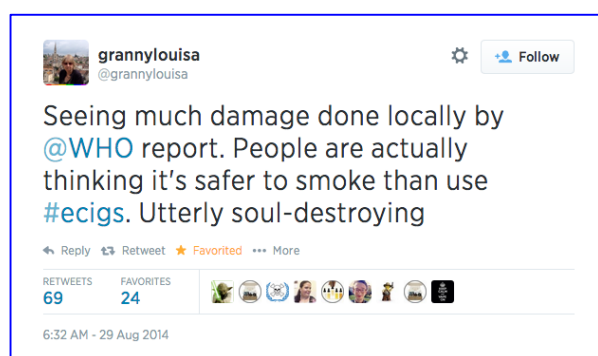 grannylouisa
@grannylouisa
Follow
Seeing much damage done locally by
@WHO report. People are actually
thinking it's safer to smoke than use
#ecigs. Utterly soul-destroying
Reply Retweet Favorited More
RETWEETS FAVORITES
69 24
6:32 AM - 29 Aug 2014